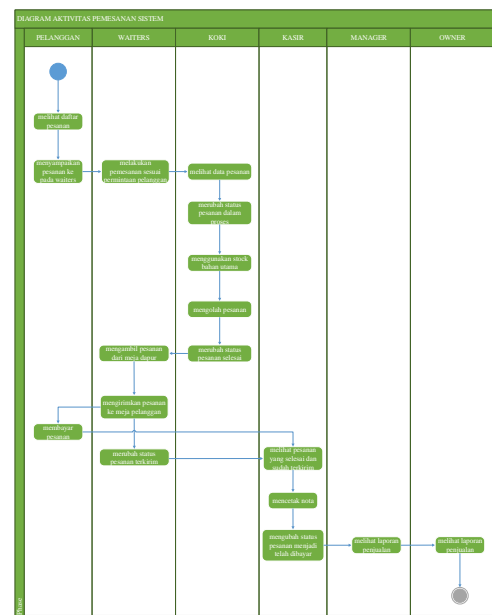 DIAGRAM AKTIVITAS PEMESANAN SISTEM
PELANGGAN
WAITERS
KOKI
KASIR
MANAGER
OWNER
melihat daftar
pesanan
menyampaikan
pesanan ke
pada waiters
melakukan
pemesanan sesuai
permintaan pelanggan
melihat data pesanan
merubah status
pesanan dalam
proses
menggunakan stock
bahan utama
mengolah pesanan
merubah status
pesanan selesai
mengambil pesanan
dari meja dapur
mengirimkan pesanan
ke meja pelanggan
membayar
pesanan
merubah status
pesanan terkirim
melihat pesanan
yang selesai dan
sudah terkirim
mencetak nota
mengubah status
pesanan menjadi
telah dibayar
melihat laporan
penjualan
melihat laporan
penjualan
Phase